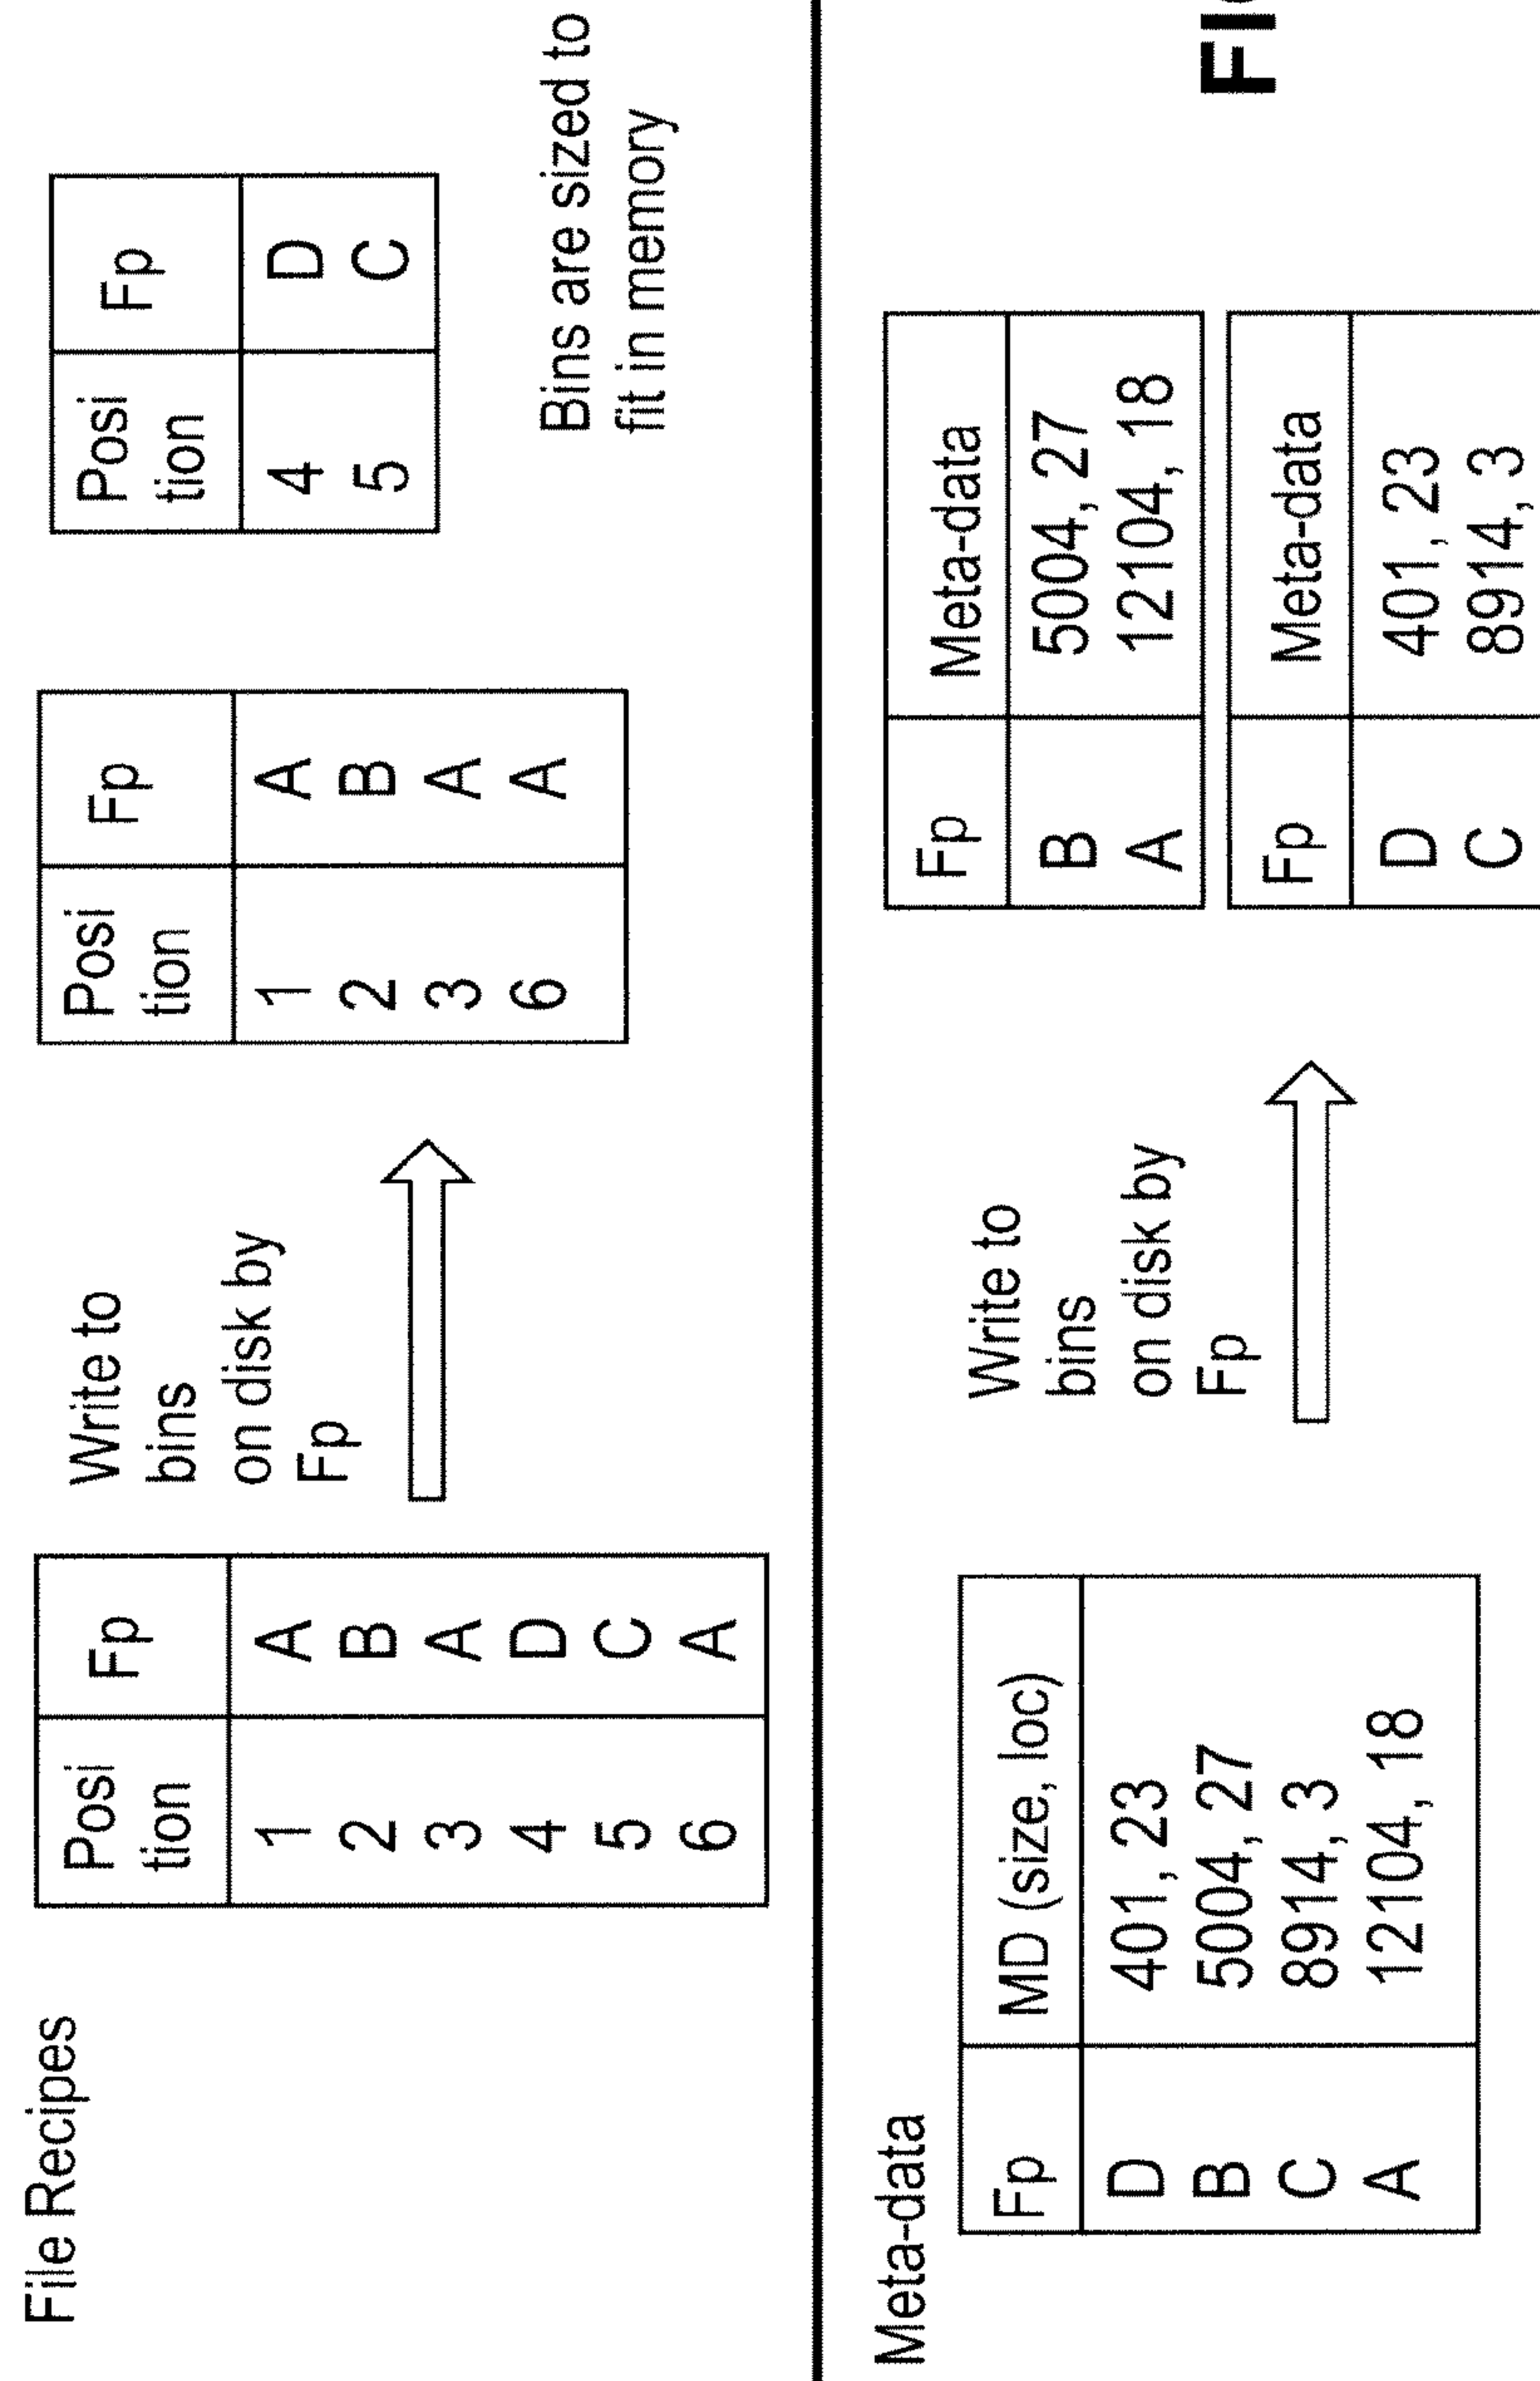 File Recipes
Posi Fp
tion
1 A
2 B
3 A
4 D
5 C
6 A
Write to
bins
on disk by
Fp
Posi Fp
tion
1 A
2 B
3 A
6 A
Posi Fp
tion
4 D
5 C
Bins are sized to
fit in memory
Meta-data
Fp MD (size, loc)
D 401, 23
B 5004, 27
C 8914, 3
A 12104, 18
Write to
bins
on disk by
Fp
Fp Meta-data
B 5004, 27
A 12104, 18
Fp Meta-data
D 401, 23
C 8914, 3